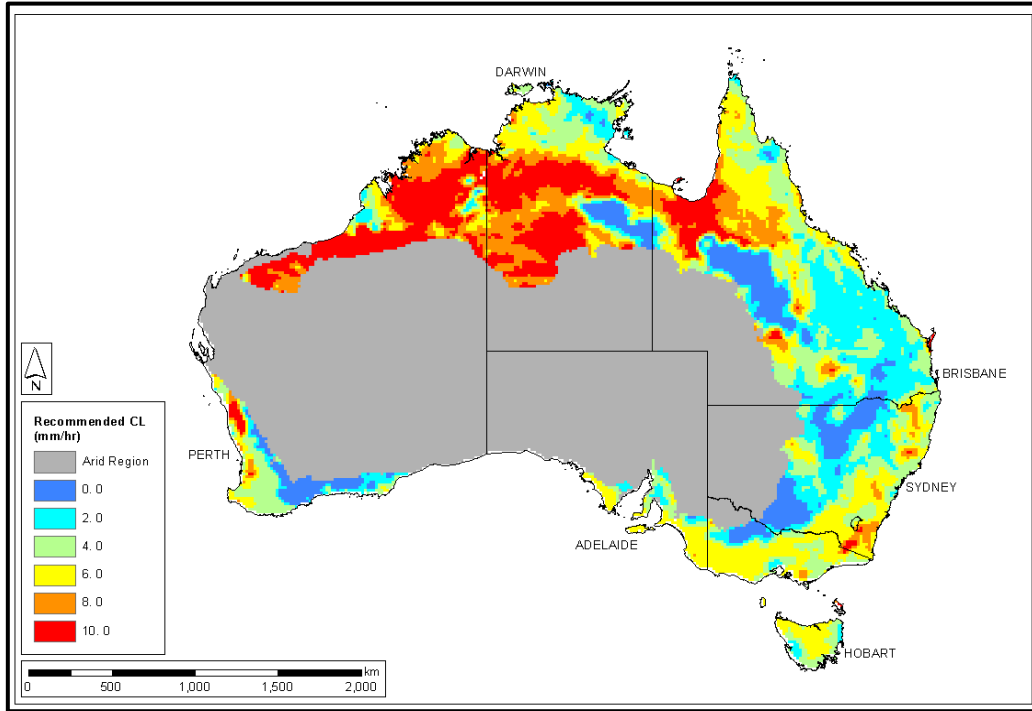 DARWIN
BRISBANE
PERTH
SYDNEY
ADELAIDE
HOBART
N
Recommended CL
(mm/hr)
Arid Region
0. 0
2. 0
4. 0
6. 0
8. 0
10. 0
km
0 500 1,000 1,500 2,000